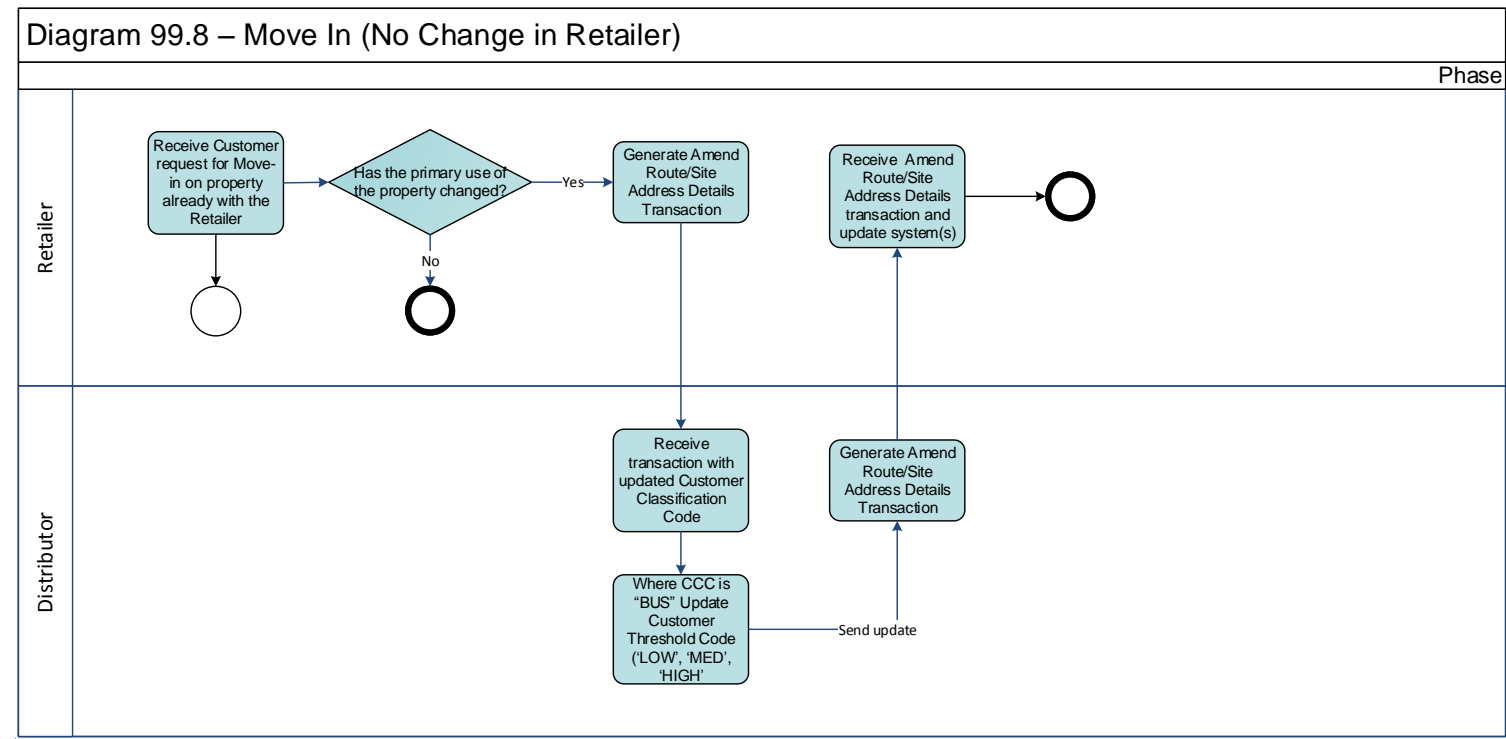 Diagram 99.8 – Move In (No Change in Retailer)
Phase
Retailer
Receive Customer
request for Move-
in on property
already with the
Retailer
Has the primary use of
the property changed?
Yes
No
Generate Amend
Route/Site
Address Details
Transaction
Receive Amend
Route/Site
Address Details
transaction and
update system(s)
Distributor
Receive
transaction with
updated Customer
Classification
Code
Where CCC is
“BUS” Update
Customer
Threshold Code
(‘LOW’, ‘MED’,
‘HIGH’
Send update
Generate Amend
Route/Site
Address Details
Transaction